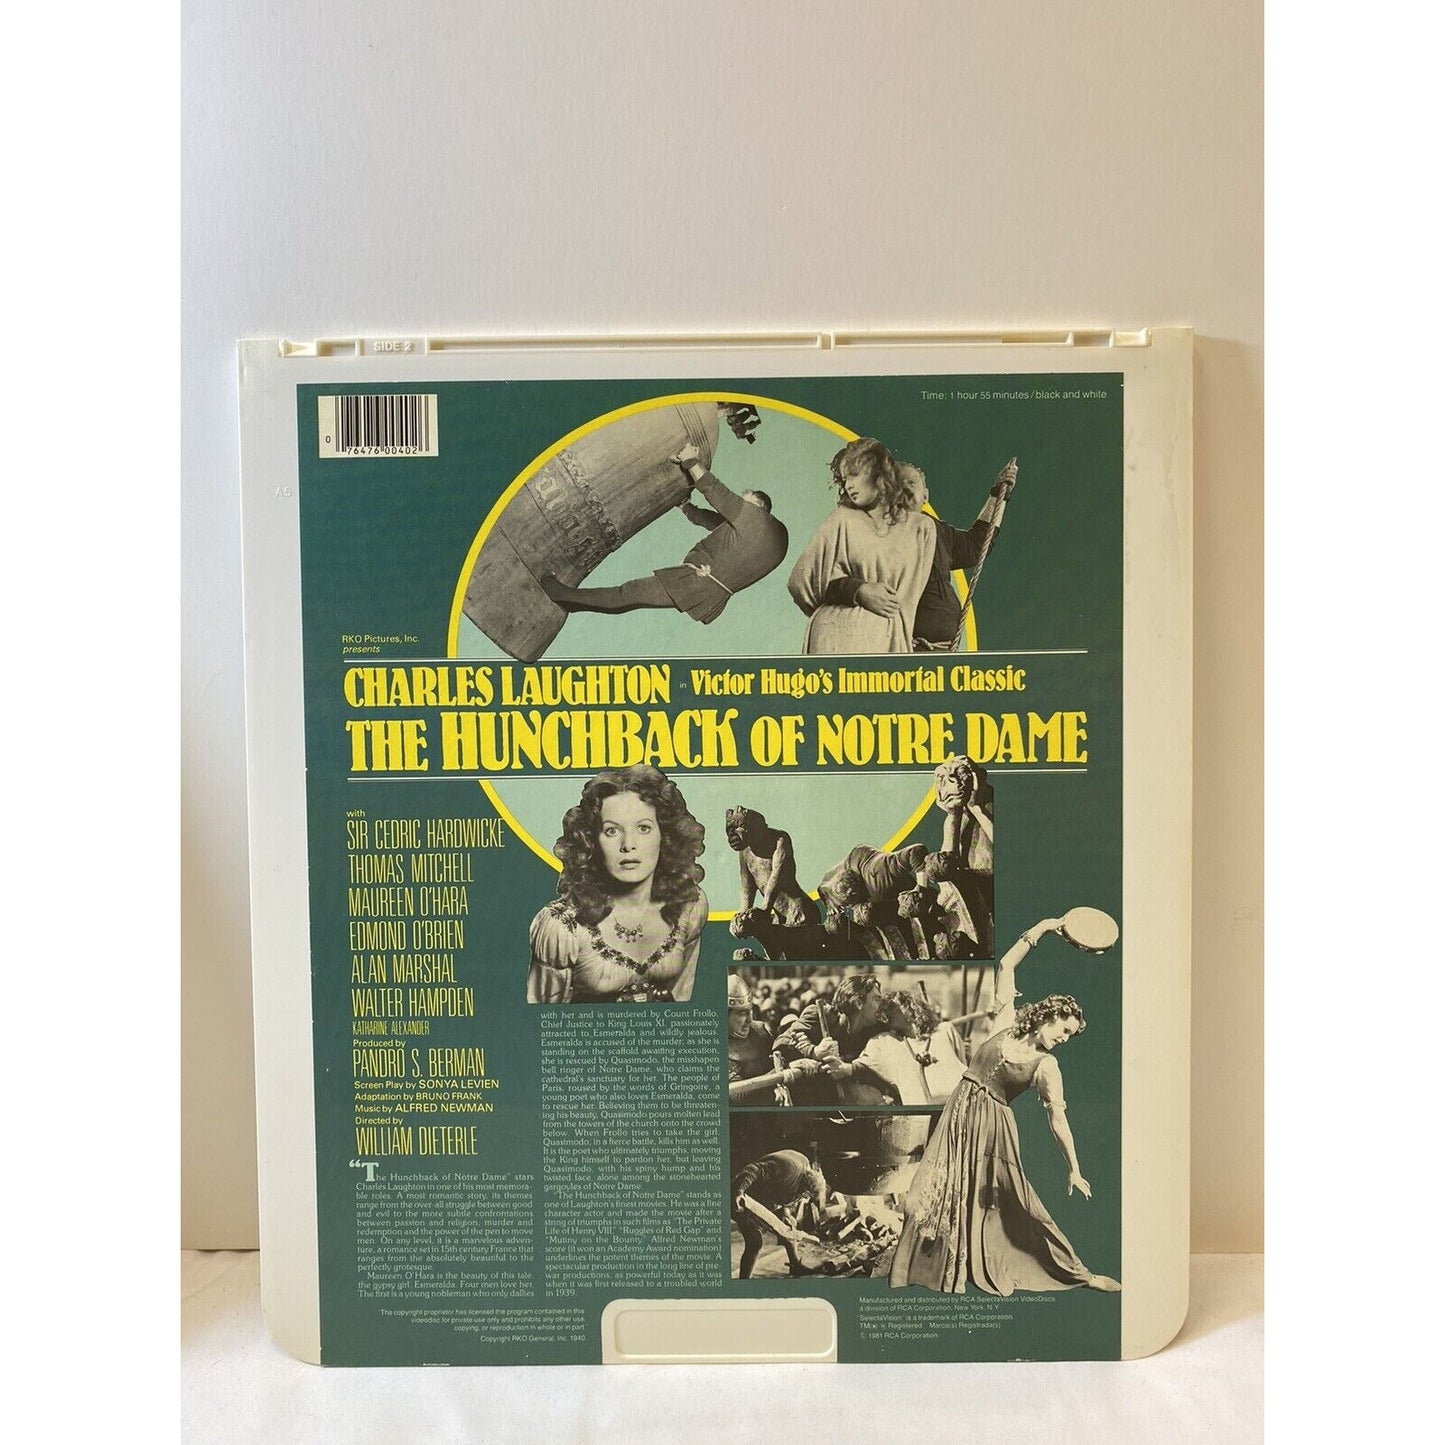 SIDE 2
Time: 1 hour 55 minutes/black and white
0 76476 00402
A5
RKO Pictures, Inc.
presents
CHARLES LAUGHTON in Victor Hugo's Immortal Classic
THE HUNCHBACK OF NOTRE DAME
with
SIR CEDRIC HARDWICKE
THOMAS MITCHELL
MAUREEN O'HARA
EDMOND O'BRIEN
ALAN MARSHAL
WALTER HAMPDEN
KATHARINE ALEXANDER
Produced by
PANDRO S. BERMAN
Screen Play by SONYA LEVIEN
Adaptation by BRUNO FRANK
Music by ALFRED NEWMAN
Directed by
WILLIAM DIETERLE
"The Hunchback of Notre Dame" stars
Charles Laughton in one of his most memora-
ble roles. A most romantic story, its themes
range from the over-all struggle between good
and evil to the more subtle confrontations
between passion and religion, murder and
redemption and the power of the pen to move
men. On any level, it is a marvelous adven-
ture, a romance set in 15th century France that
ranges from the absolutely beautiful to the
perfectly grotesque.
Maureen O'Hara is the beauty of this tale,
the gypsy girl, Esmeralda. Four men love her.
The first is a young nobleman who only dallies
with her and is murdered by Count Frollo,
Chief Justice to King Louis XI, passionately
attracted to Esmeralda and wildly jealous.
Esmeralda is accused of the murder; as she is
standing on the scaffold awaiting execution,
she is rescued by Quasimodo, the misshapen
bell ringer of Notre Dame, who claims the
cathedral's sanctuary for her. The people of
Paris, roused by the words of Gringoire, a
young poet who also loves Esmeralda, come
to rescue her. Believing them to be threaten-
ing his beauty, Quasimodo pours molten lead
from the towers of the church onto the crowd
below. When Frollo tries to take the girl,
Quasimodo, in a fierce battle, kills him as well.
It is the poet who ultimately triumphs, moving
the King himself to pardon her, but leaving
Quasimodo, with his spiny hump and his
twisted face, alone among the stonehearted
gargoyles of Notre Dame.
"The Hunchback of Notre Dame" stands as
one of Laughton's finest movies. He was a fine
character actor and made the movie after a
string of triumphs in such films as "The Private
Life of Henry VIII," "Ruggles of Red Gap" and
"Mutiny on the Bounty." Alfred Newman's
score (it won an Academy Award nomination)
underlines the potent themes of the movie. A
spectacular production in the long line of pre-
war productions, as powerful today as it was
when it was first released to a troubled world
in 1939.
The copyright proprietor has licensed the program contained in this
videodisc for private use only and prohibits any other use,
copying, or reproduction in whole or in part.
Copyright RKO General, Inc. 1940.
Manufactured and distributed by RCA SelectaVision VideoDiscs,
a division of RCA Corporation, New York, N.Y.
"SelectaVision" is a trademark of RCA Corporation
TM(s) ® Registered Marca(s) Registrada(s)
© 1981 RCA Corporation